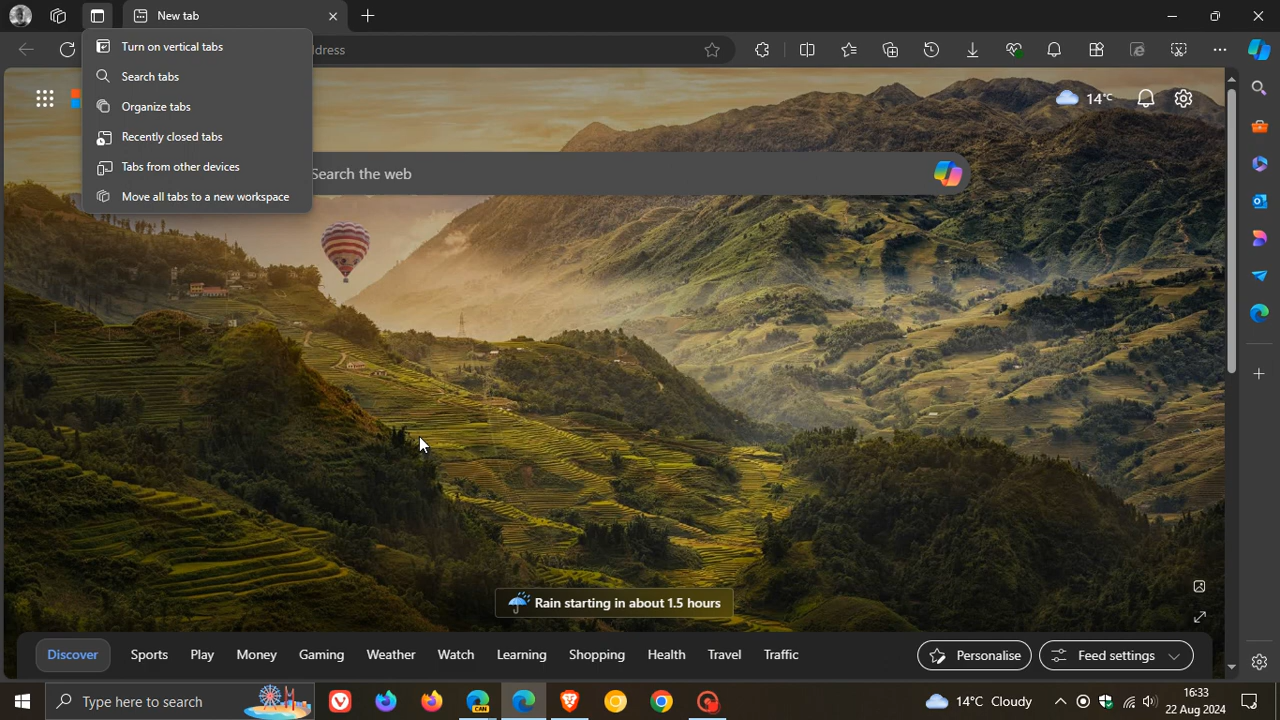 New tab
dress
Turn on vertical tabs
Search tabs
Organize tabs
Recently closed tabs
Tabs from other devices
Move all tabs to a new workspace
14°C
Search the web
Rain starting in about 1.5 hours
Discover
Sports
Play
Money
Gaming
Weather
Watch
Learning
Shopping
Health
Travel
Traffic
Personalise
Feed settings
Type here to search
CAN
14°C Cloudy
16:33
22 Aug 2024